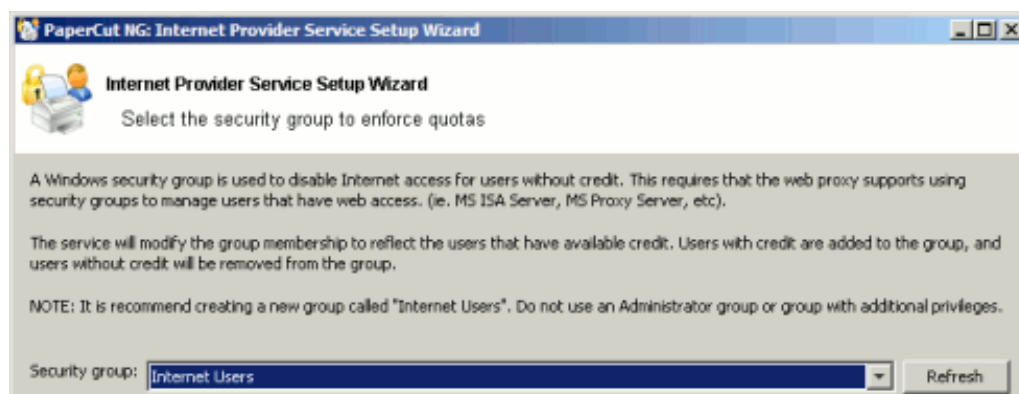 PaperCut NG: Internet Provider Service Setup Wizard
Internet Provider Service Setup Wizard
Select the security group to enforce quotas
A Windows security group is used to disable Internet access for users without credit. This requires that the web proxy supports using
security groups to manage users that have web access. (ie. MS ISA Server, MS Proxy Server, etc).
The service will modify the group membership to reflect the users that have available credit. Users with credit are added to the group, and
users without credit will be removed from the group.
NOTE: It is recommend creating a new group called "Internet Users". Do not use an Administrator group or group with additional privileges.
Security group: Internet Users Refresh